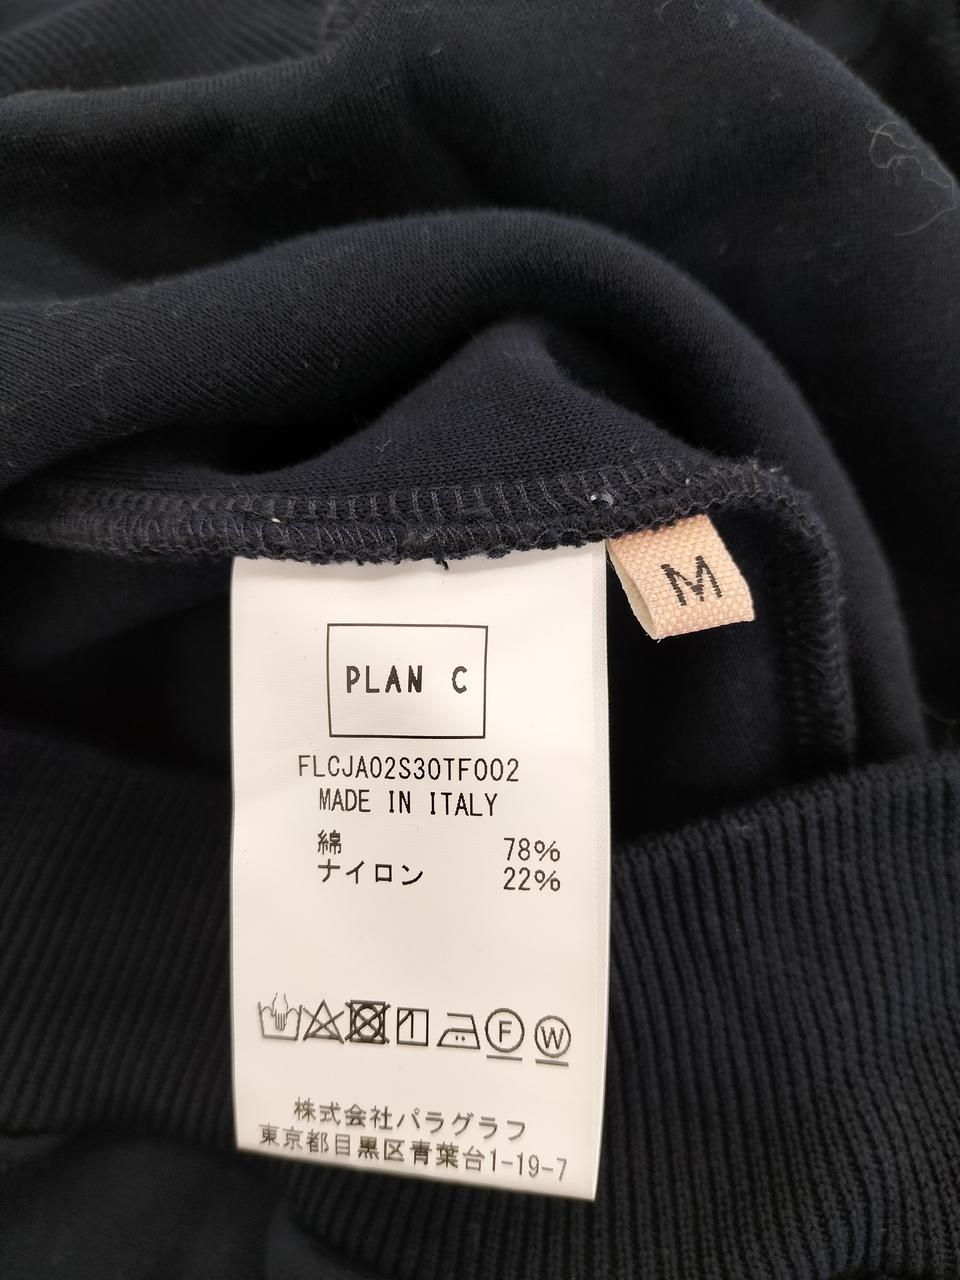 M
PLAN C
FLCJA02S30TF002
MADE IN ITALY
綿 78%
ナイロン 22%
F W
株式会社パラグラフ
東京都目黒区青葉台1-19-7